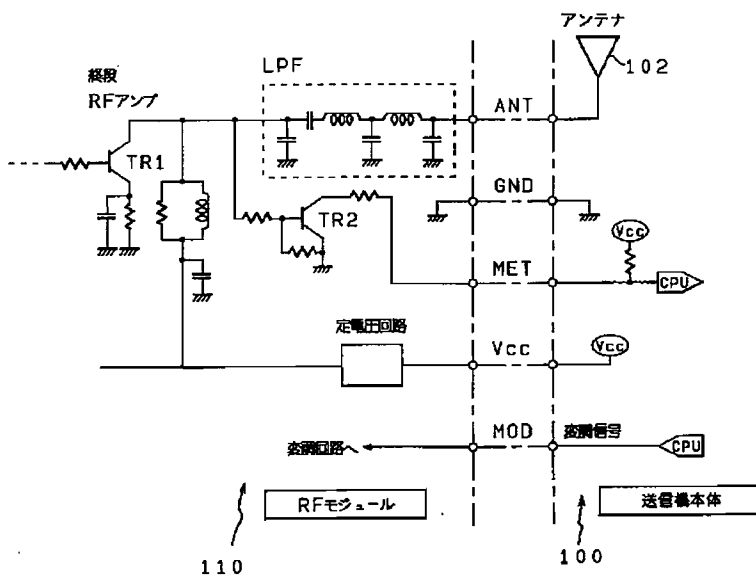 アンテナ
102
終段
RFアンプ
LPF
ANT
TR1
GND
TR2
Vcc
MET
CPU
定電圧回路
Vcc
Vcc
MOD
変調信号
変調回路へ
CPU
RFモジュール
送信機本体
110
100